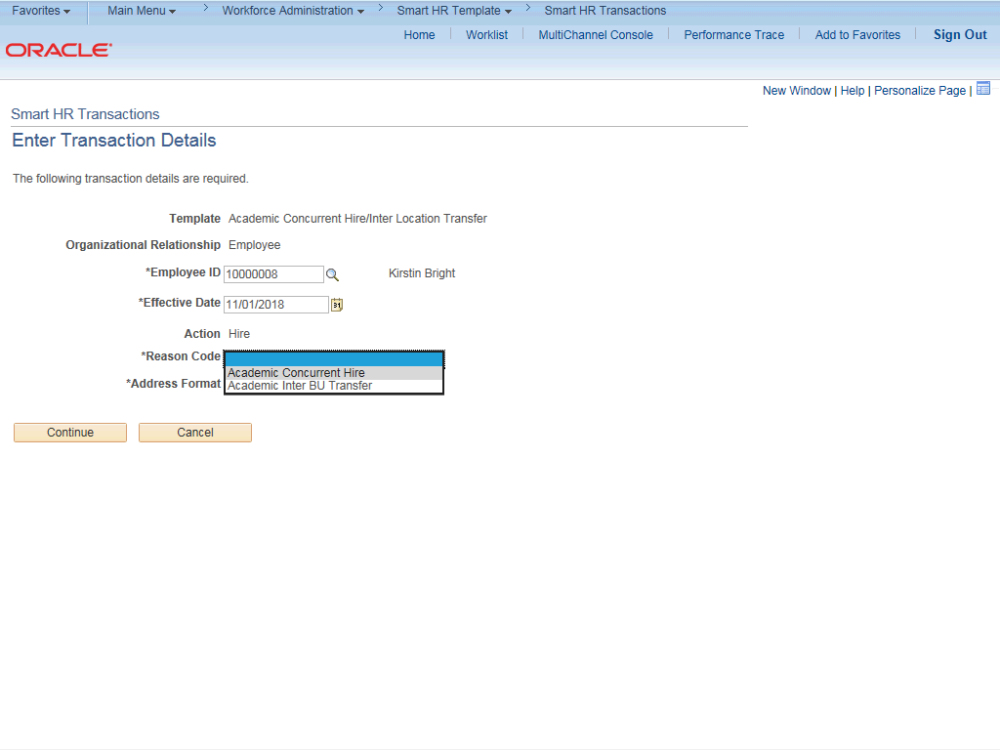 Favorites Main Menu > Workforce Administration > Smart HR Template > Smart HR Transactions
Home Worklist MultiChannel Console Performance Trace Add to Favorites Sign Out
ORACLE
New Window | Help | Personalize Page |
Smart HR Transactions
Enter Transaction Details
The following transaction details are required.
Template Academic Concurrent Hire/Inter Location Transfer
Organizational Relationship Employee
*Employee ID 10000008 Kirstin Bright
*Effective Date 11/01/2018 31
Action Hire
*Reason Code
Academic Concurrent Hire
*Address Format Academic Inter BU Transfer
Continue Cancel